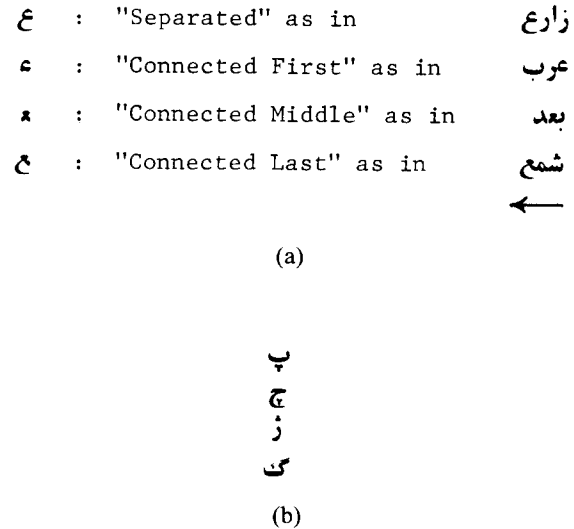 ع : "Separated" as in زارع
ع‍ : "Connected First" as in عرب
‍ع‍ : "Connected Middle" as in بعد
‍ع : "Connected Last" as in شمع
←
(a)
پ
چ
ژ
گ
(b)